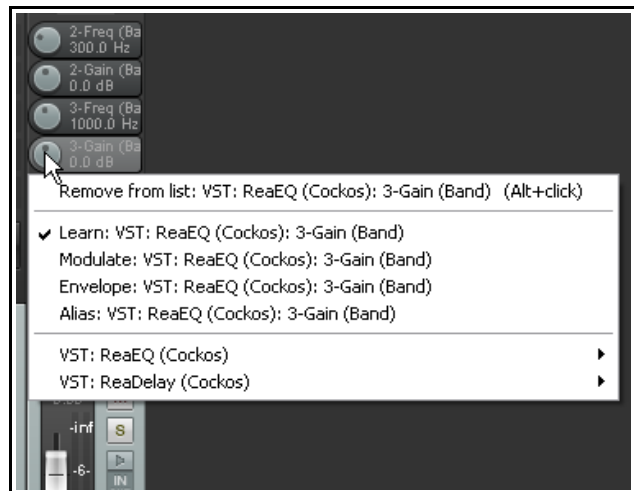 2-Freq (Ba
300.0 Hz
2-Gain (Ba
0.0 dB
3-Freq (Ba
1000.0 Hz
3-Gain (Ba
0.0 dB
Remove from list: VST: ReaEQ (Cockos): 3-Gain (Band) (Alt+click)
✓ Learn: VST: ReaEQ (Cockos): 3-Gain (Band)
Modulate: VST: ReaEQ (Cockos): 3-Gain (Band)
Envelope: VST: ReaEQ (Cockos): 3-Gain (Band)
Alias: VST: ReaEQ (Cockos): 3-Gain (Band)
VST: ReaEQ (Cockos)
VST: ReaDelay (Cockos)
-inf
S
-6-
IN